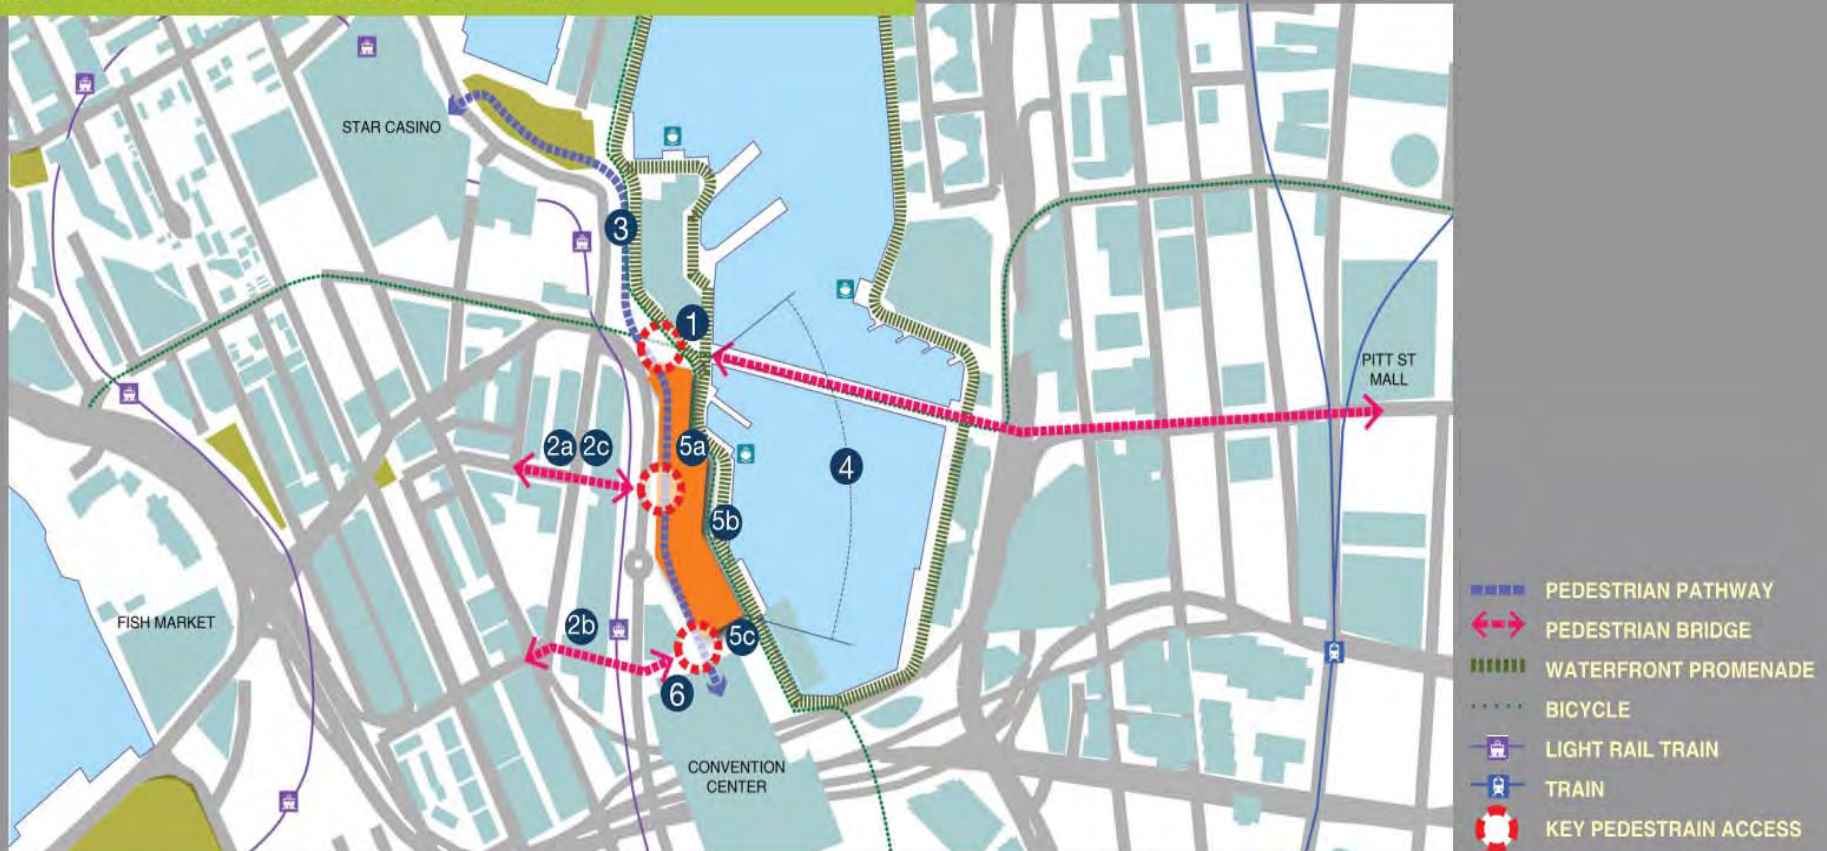 STAR CASINO
3
1
PITT ST
MALL
2a 2c
5a
4
5b
FISH MARKET
2b
5c
6
CONVENTION
CENTER
PEDESTRIAN PATHWAY
PEDESTRIAN BRIDGE
WATERFRONT PROMENADE
BICYCLE
LIGHT RAIL TRAIN
TRAIN
KEY PEDESTRAIN ACCESS